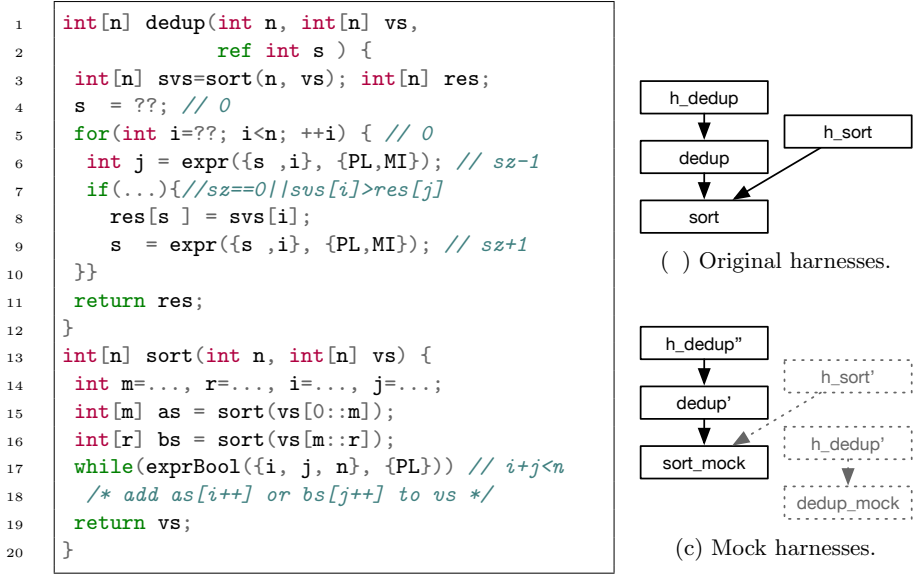 1 int[n] dedup(int n, int[n] vs,
2 ref int s ) {
3 int[n] svs=sort(n, vs); int[n] res;
4 s = ??; // 0
5 for(int i=??; i<n; ++i) { // 0
6 int j = expr({s ,i}, {PL,MI}); // sz-1
7 if(...){//sz==0||svs[i]>res[j]
8 res[s ] = svs[i];
9 s = expr({s ,i}, {PL,MI}); // sz+1
10 }}
11 return res;
12 }
13 int[n] sort(int n, int[n] vs) {
14 int m=..., r=..., i=..., j=...;
15 int[m] as = sort(vs[0::m]);
16 int[r] bs = sort(vs[m::r]);
17 while(exprBool({i, j, n}, {PL})) // i+j<n
18 /* add as[i++] or bs[j++] to vs */
19 return vs;
20 }
h_dedup
h_sort
dedup
sort
( ) Original harnesses.
h_dedup"
h_sort'
dedup'
h_dedup'
sort_mock
dedup_mock
(c) Mock harnesses.